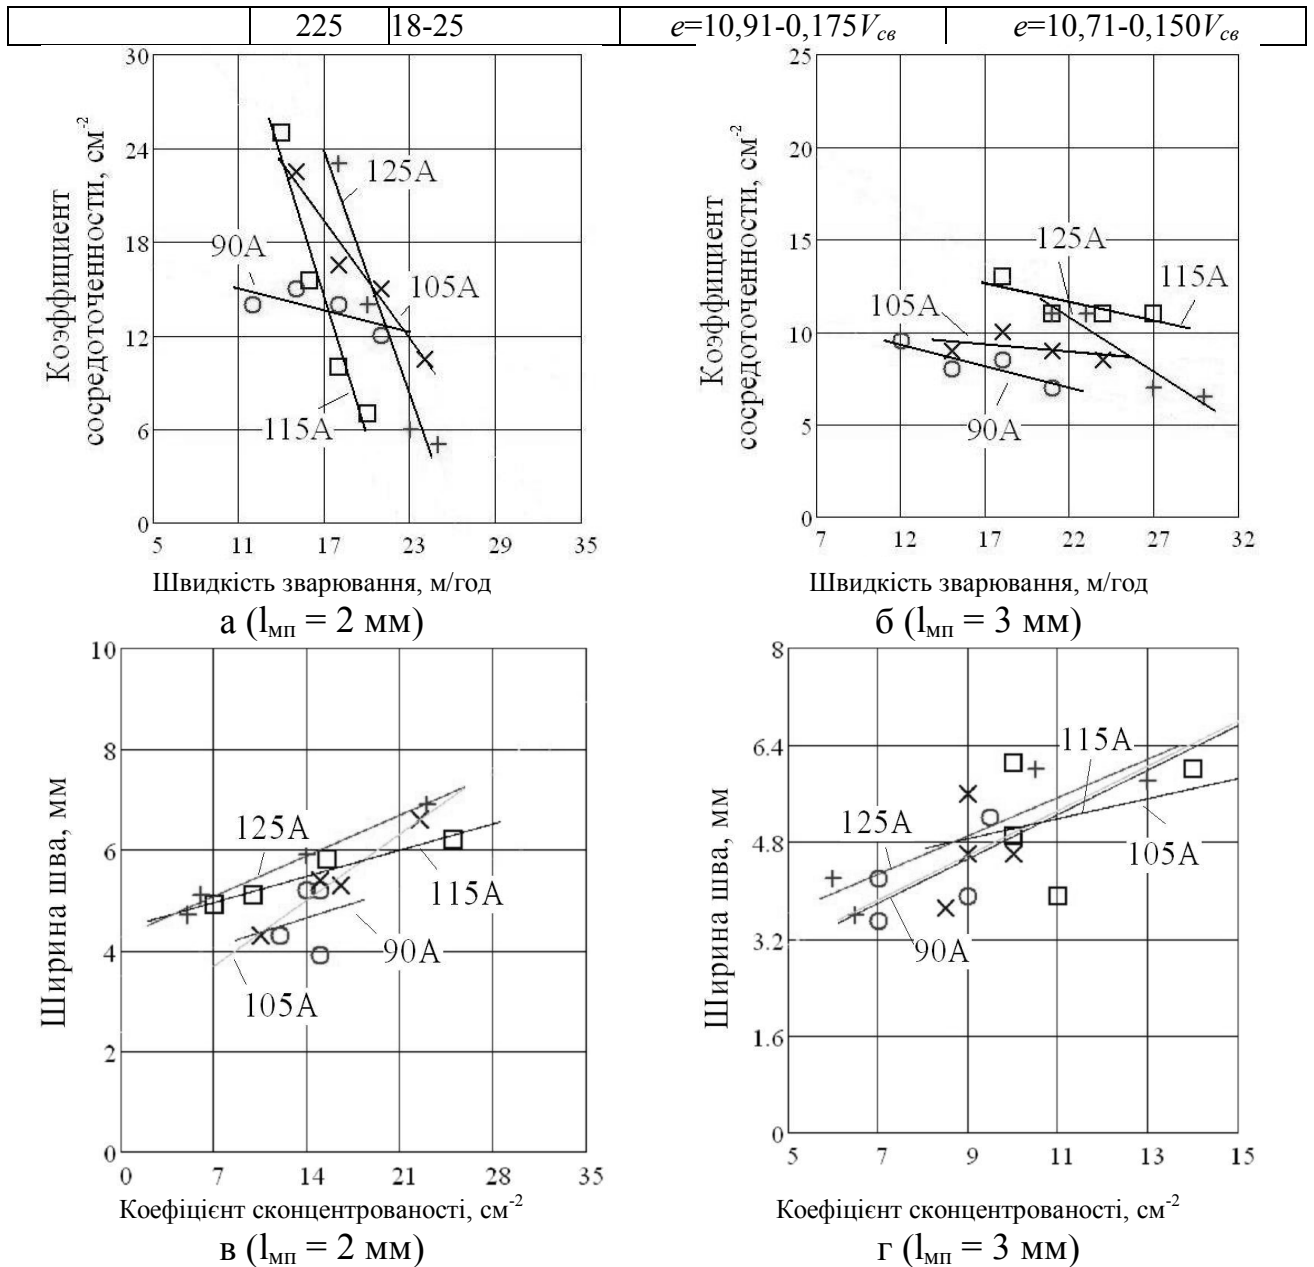 225 18-25 e=10,91-0,175Vсв e=10,71-0,150Vсв
Коэффициент
сосредоточенности, см-2
30
24
18
12
6
0
125А
90А
105А
115А
5 11 17 23 29 35
Швидкість зварювання, м/год
а (lмп = 2 мм)
Коэффициент
сосредоточенности, см-2
25
20
15
10
5
0
125А
115А
105А
90А
7 12 17 22 27 32
Швидкість зварювання, м/год
б (lмп = 3 мм)
Ширина шва, мм
10
8
6
4
2
0
125А
115А
90А
105А
0 7 14 21 28 35
Коефіцієнт сконцентрованості, см-2
в (lмп = 2 мм)
Ширина шва, мм
8
6.4
4.8
3.2
1.6
0
115А
125А
105А
90А
5 7 9 11 13 15
Коефіцієнт сконцентрованості, см-2
г (lмп = 3 мм)